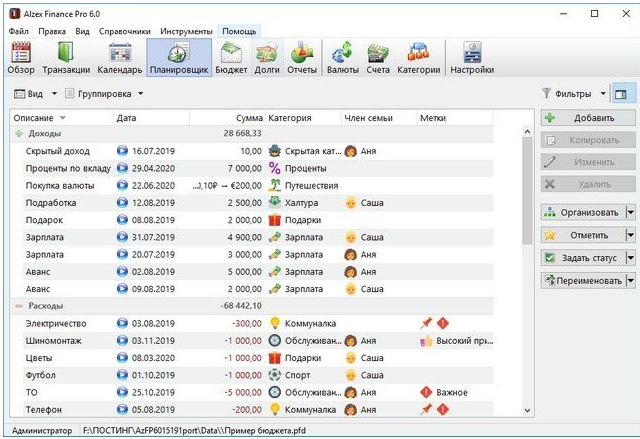 Alzex Finance Pro 6.0
Файл Правка Вид Справочники Инструменты Помощь
Обзор Транзакции Календарь Планировщик Бюджет Долги Отчеты Валюты Счета Категории Настройки
Вид Группировка Фильтры
Описание Дата Сумма Категория Член семьи Метки
Доходы 28 668,33
Скрытый доход 16.07.2019 10,00 Скрытая кат... Аня
Проценты по вкладу 29.04.2020 7 000,00 Проценты
Покупка валюты 22.06.2020 ...),10₽ → €200,00 Путешествия
Подработка 12.08.2019 2 500,00 Халтура Саша
Подарок 08.08.2019 2 000,00 Подарки
Зарплата 31.07.2019 4 900,00 Зарплата Саша
Зарплата 20.07.2019 3 000,00 Зарплата Аня
Аванс 02.08.2019 5 000,00 Зарплата Аня
Аванс 09.08.2019 2 000,00 Зарплата Саша
Расходы -68 442,10
Электричество 03.08.2019 -300,00 Коммуналка
Шиномонтаж 03.11.2019 -1 000,00 Обслуживан... Аня Высокий при...
Цветы 08.03.2020 -1 000,00 Подарки Саша
Футбол 01.10.2019 -1 000,00 Спорт Саша
ТО 25.10.2019 -5 000,00 Обслуживан... Аня Важное
Телефон 05.08.2019 -200,00 Коммуналка Аня
Добавить
Копировать
Изменить
Удалить
Организовать
Отметить
Задать статус
Переименовать
Администратор F:\ПОСТИНГ\AzFP6015191port\Data\\Пример бюджета.pfd